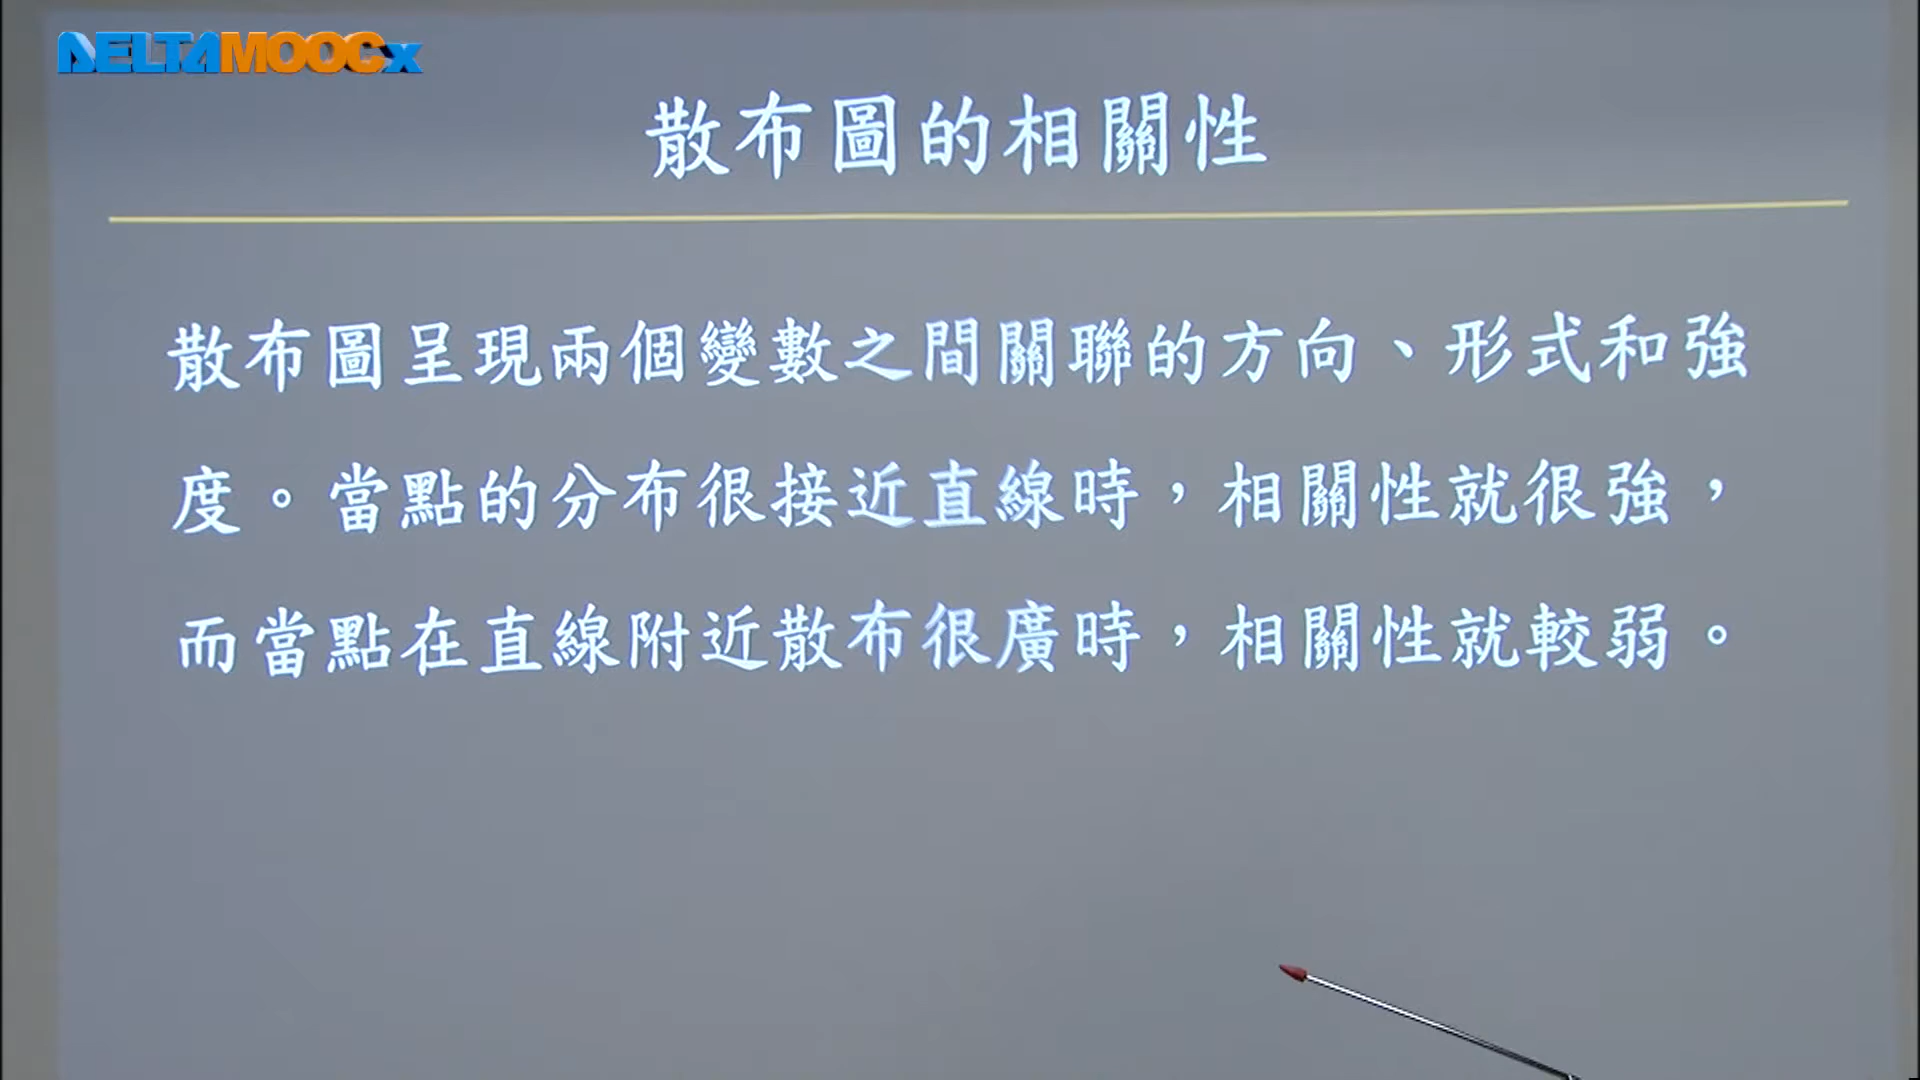 DELTAMOOCx
散布圖的相關性
散布圖呈現兩個變數之間關聯的方向、形式和強
度。當點的分布很接近直線時，相關性就很強，
而當點在直線附近散布很廣時，相關性就較弱。